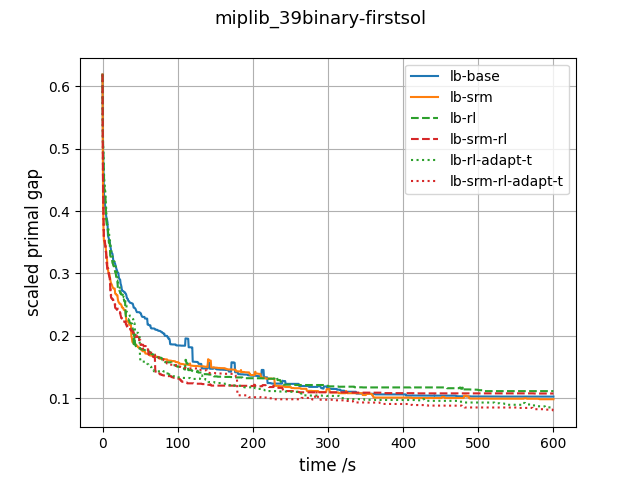 miplib_39binary-firstsol
scaled primal gap
0.6
0.5
0.4
0.3
0.2
0.1
lb-base
lb-srm
lb-rl
lb-srm-rl
lb-rl-adapt-t
lb-srm-rl-adapt-t
0 100 200 300 400 500 600
time /s